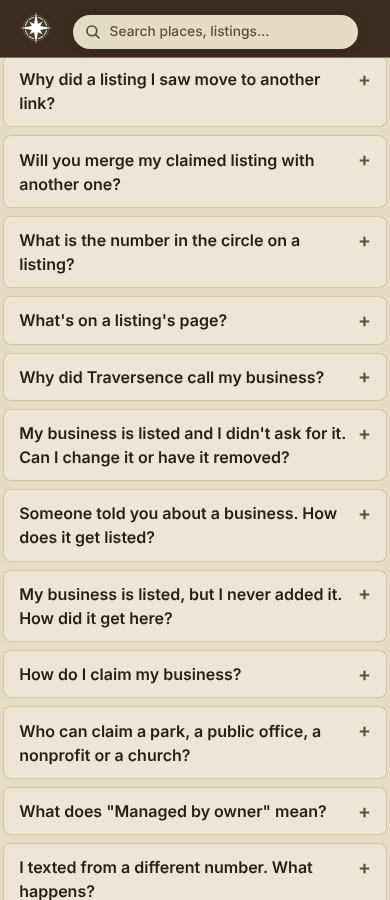 Search places, listings...
Why did a listing I saw move to another
link?
+
Will you merge my claimed listing with
another one?
+
What is the number in the circle on a
listing?
+
What's on a listing's page?
+
Why did Traversence call my business?
+
My business is listed and I didn't ask for it.
Can I change it or have it removed?
+
Someone told you about a business. How
does it get listed?
+
My business is listed, but I never added it.
How did it get here?
+
How do I claim my business?
+
Who can claim a park, a public office, a
nonprofit or a church?
+
What does "Managed by owner" mean?
+
I texted from a different number. What
happens?
+